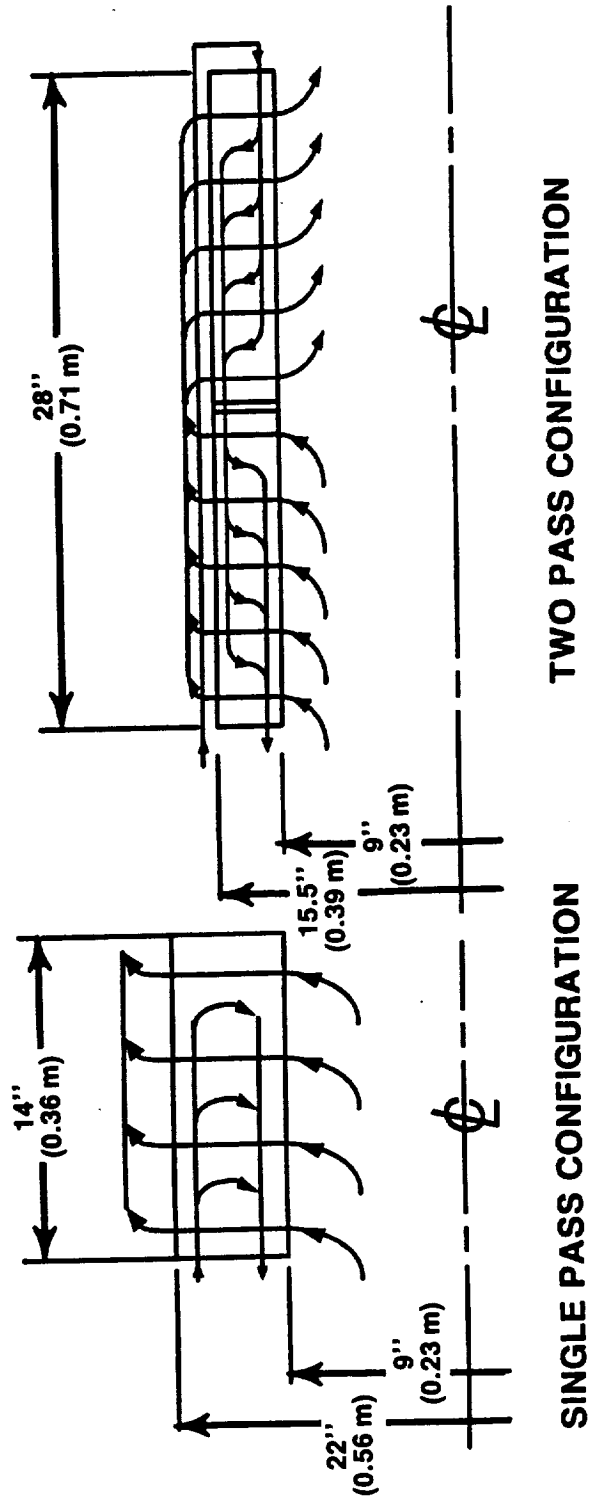 28''
(0.71 m)
15.5''
(0.39 m)
9''
(0.23 m)
℄
TWO PASS CONFIGURATION
14''
(0.36 m)
22''
(0.56 m)
9''
(0.23 m)
℄
SINGLE PASS CONFIGURATION